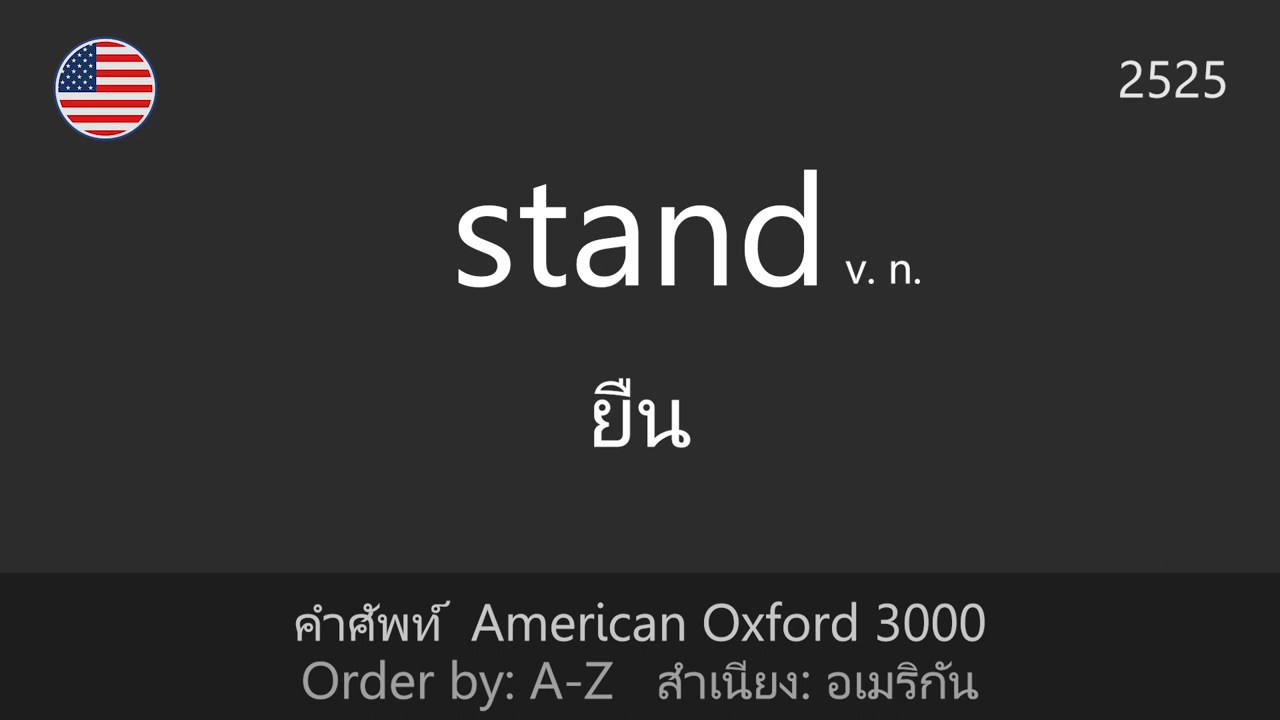 2525
stand v. n.
ยืน
คำศัพท์ American Oxford 3000
Order by: A-Z สำเนียง: อเมริกัน